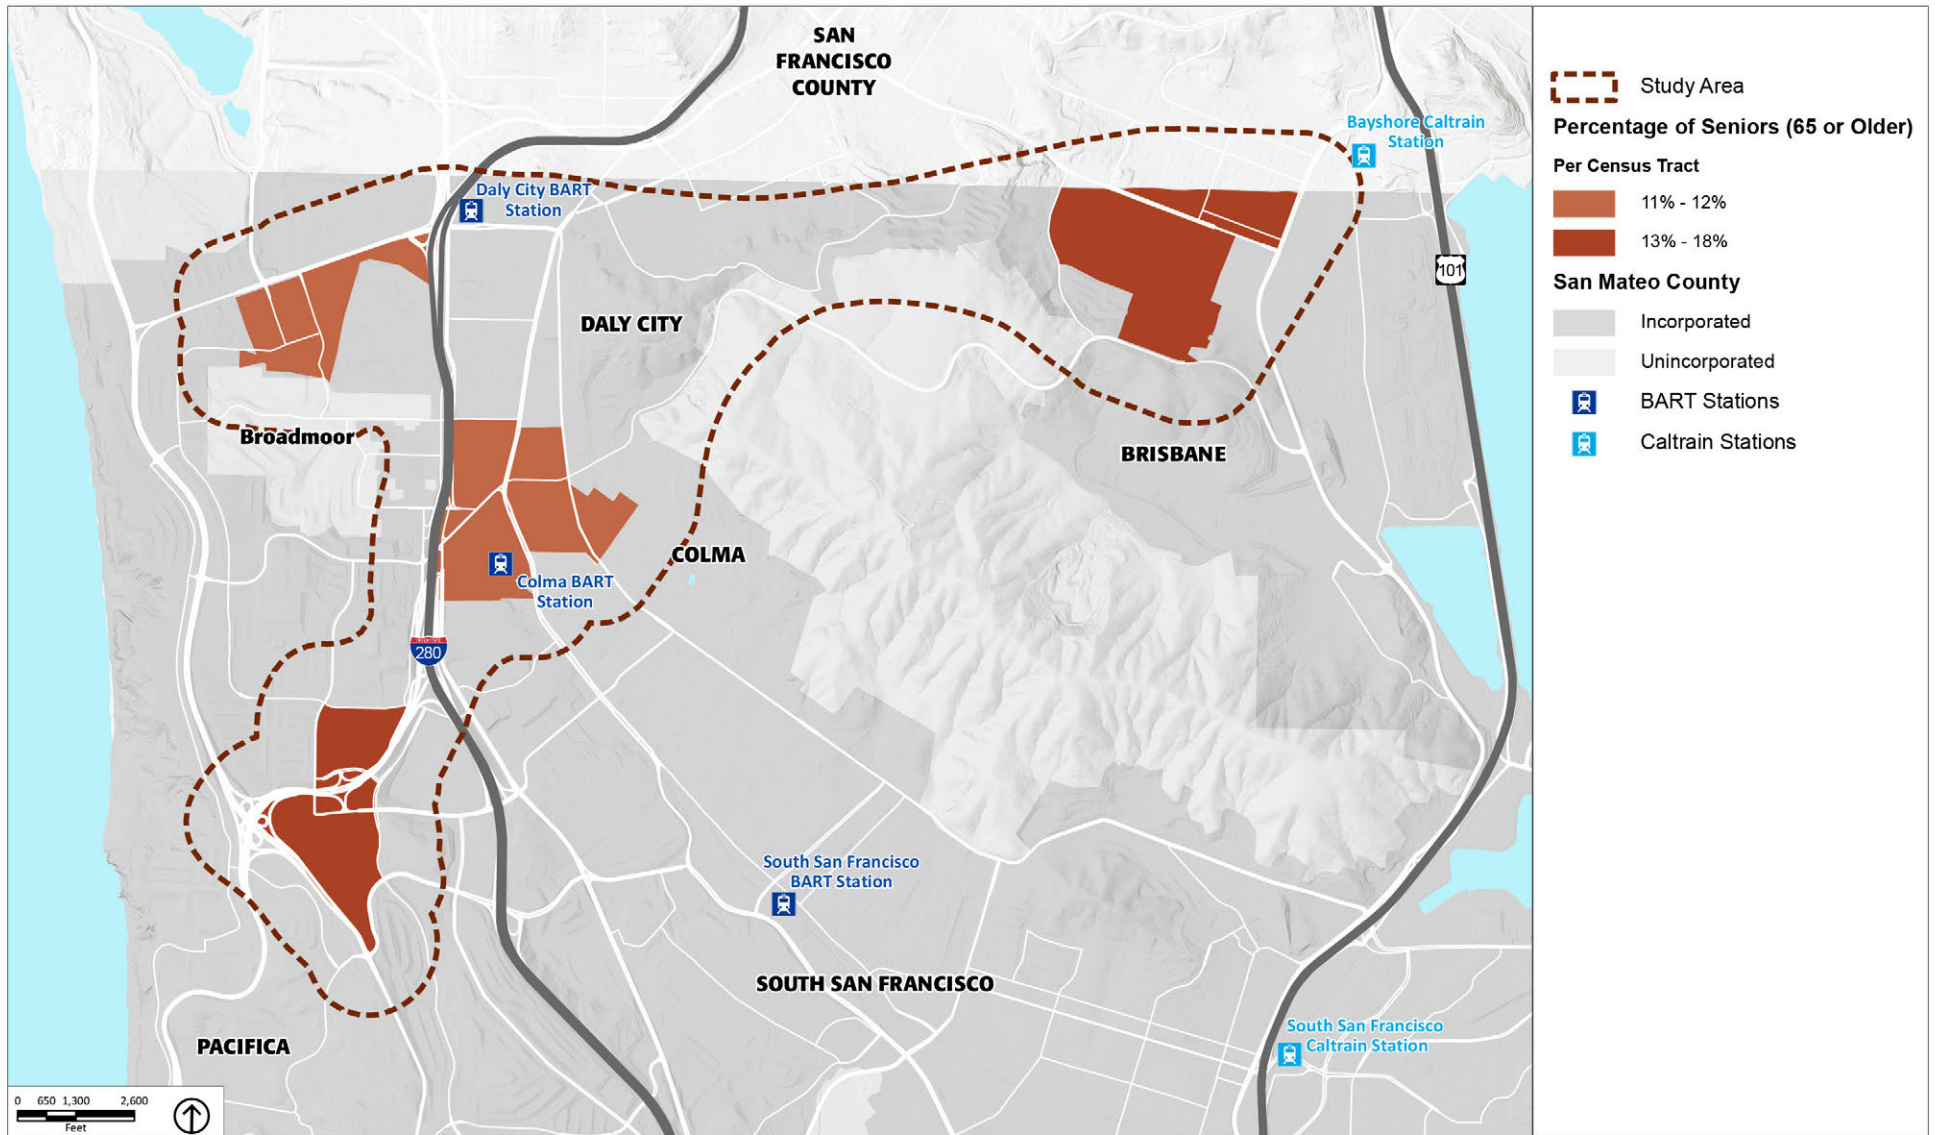 SAN
FRANCISCO
COUNTY
Bayshore Caltrain
Station
Daly City BART
Station
101
DALY CITY
Broadmoor
BRISBANE
COLMA
Colma BART
Station
280
South San Francisco
BART Station
SOUTH SAN FRANCISCO
South San Francisco
Caltrain Station
PACIFICA
0 650 1,300 2,600
Feet
Study Area
Percentage of Seniors (65 or Older)
Per Census Tract
11% - 12%
13% - 18%
San Mateo County
Incorporated
Unincorporated
BART Stations
Caltrain Stations